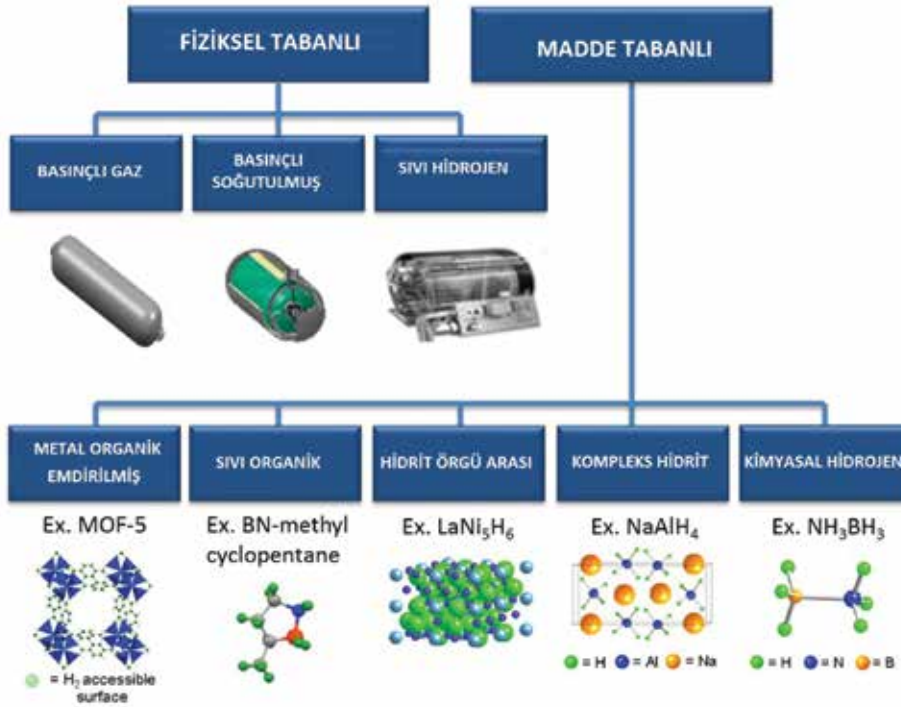 FİZİKSEL TABANLI
MADDE TABANLI
BASINÇLI GAZ
BASINÇLI
SOĞUTULMUŞ
SIVI HİDROJEN
METAL ORGANİK
EMDİRİLMİŞ
SIVI ORGANİK
HİDRİT ÖRGÜ ARASI
KOMPLEKS HİDRİT
KİMYASAL HİDROJEN
Ex. MOF-5
Ex. BN-methyl
cyclopentane
Ex. LaNi₅H₆
Ex. NaAlH₄
Ex. NH₃BH₃
= H₂ accessible
surface
= H = Al = Na
= H = N = B